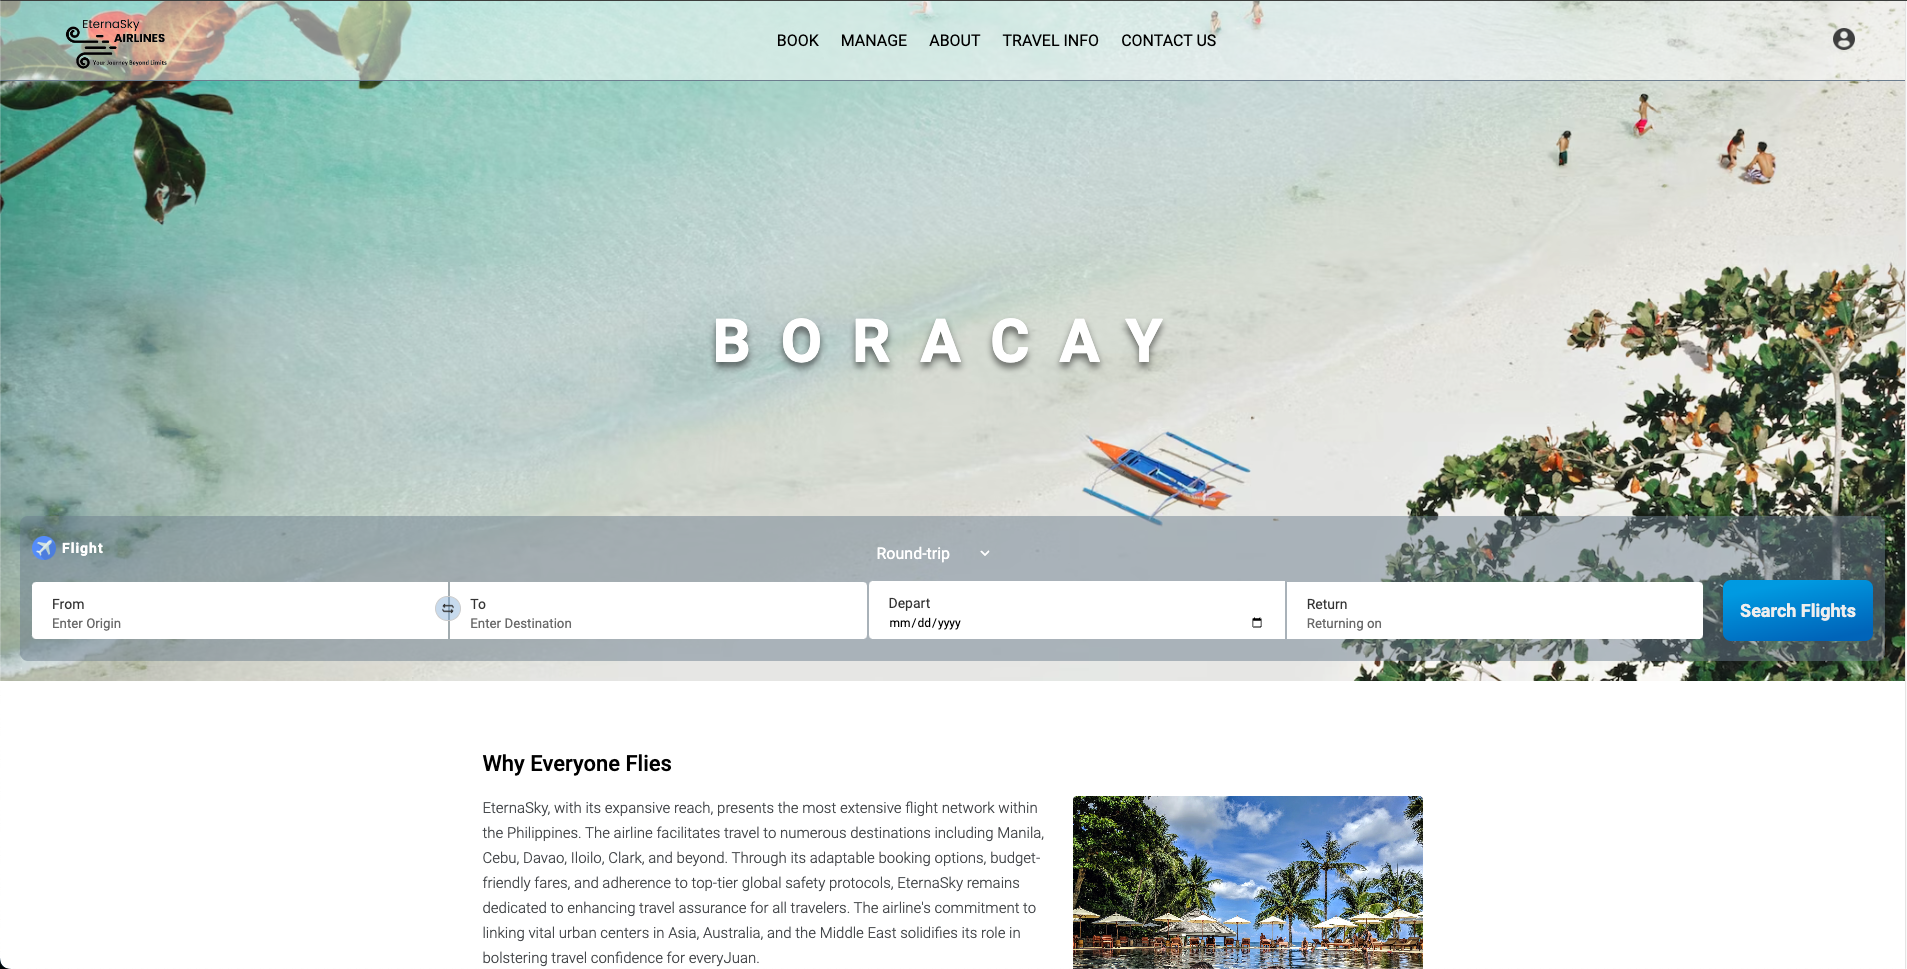 EternaSky
AIRLINES
Your Journey Beyond Limits
BOOK MANAGE ABOUT TRAVEL INFO CONTACT US
BORACAY
Flight
Round-trip
From
Enter Origin
To
Enter Destination
Depart
mm/dd/yyyy
Return
Returning on
Search Flights
Why Everyone Flies
EternaSky, with its expansive reach, presents the most extensive flight network within
the Philippines. The airline facilitates travel to numerous destinations including Manila,
Cebu, Davao, Iloilo, Clark, and beyond. Through its adaptable booking options, budget-
friendly fares, and adherence to top-tier global safety protocols, EternaSky remains
dedicated to enhancing travel assurance for all travelers. The airline's commitment to
linking vital urban centers in Asia, Australia, and the Middle East solidifies its role in
bolstering travel confidence for everyJuan.